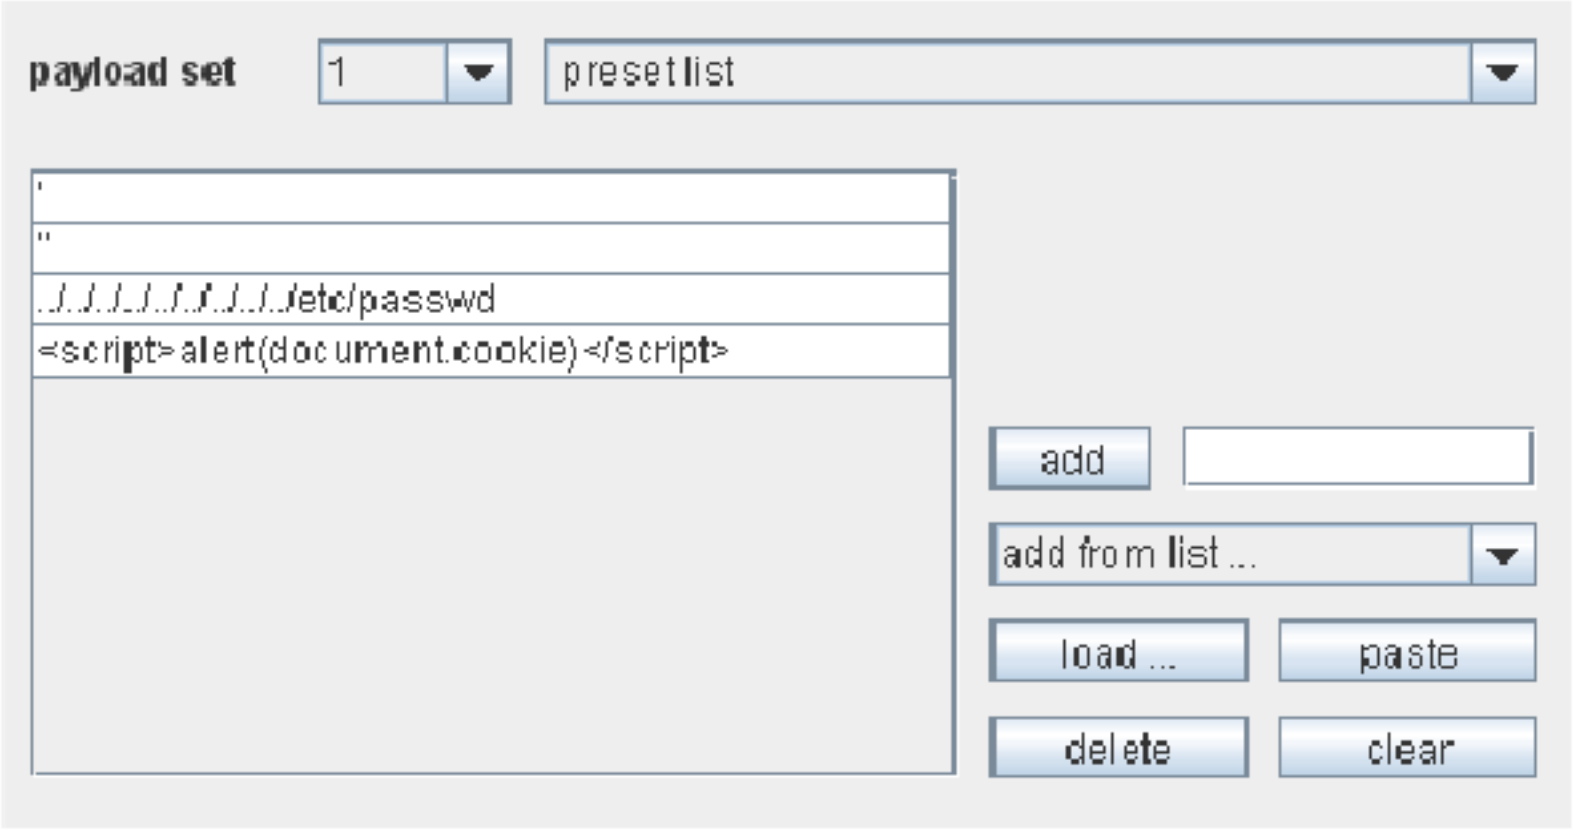 payload set 1 preset list
'
"
../../../../../../../../../etc/passwd
<script>alert(document.cookie)</script>
add
add from list ...
load ... paste
delete clear